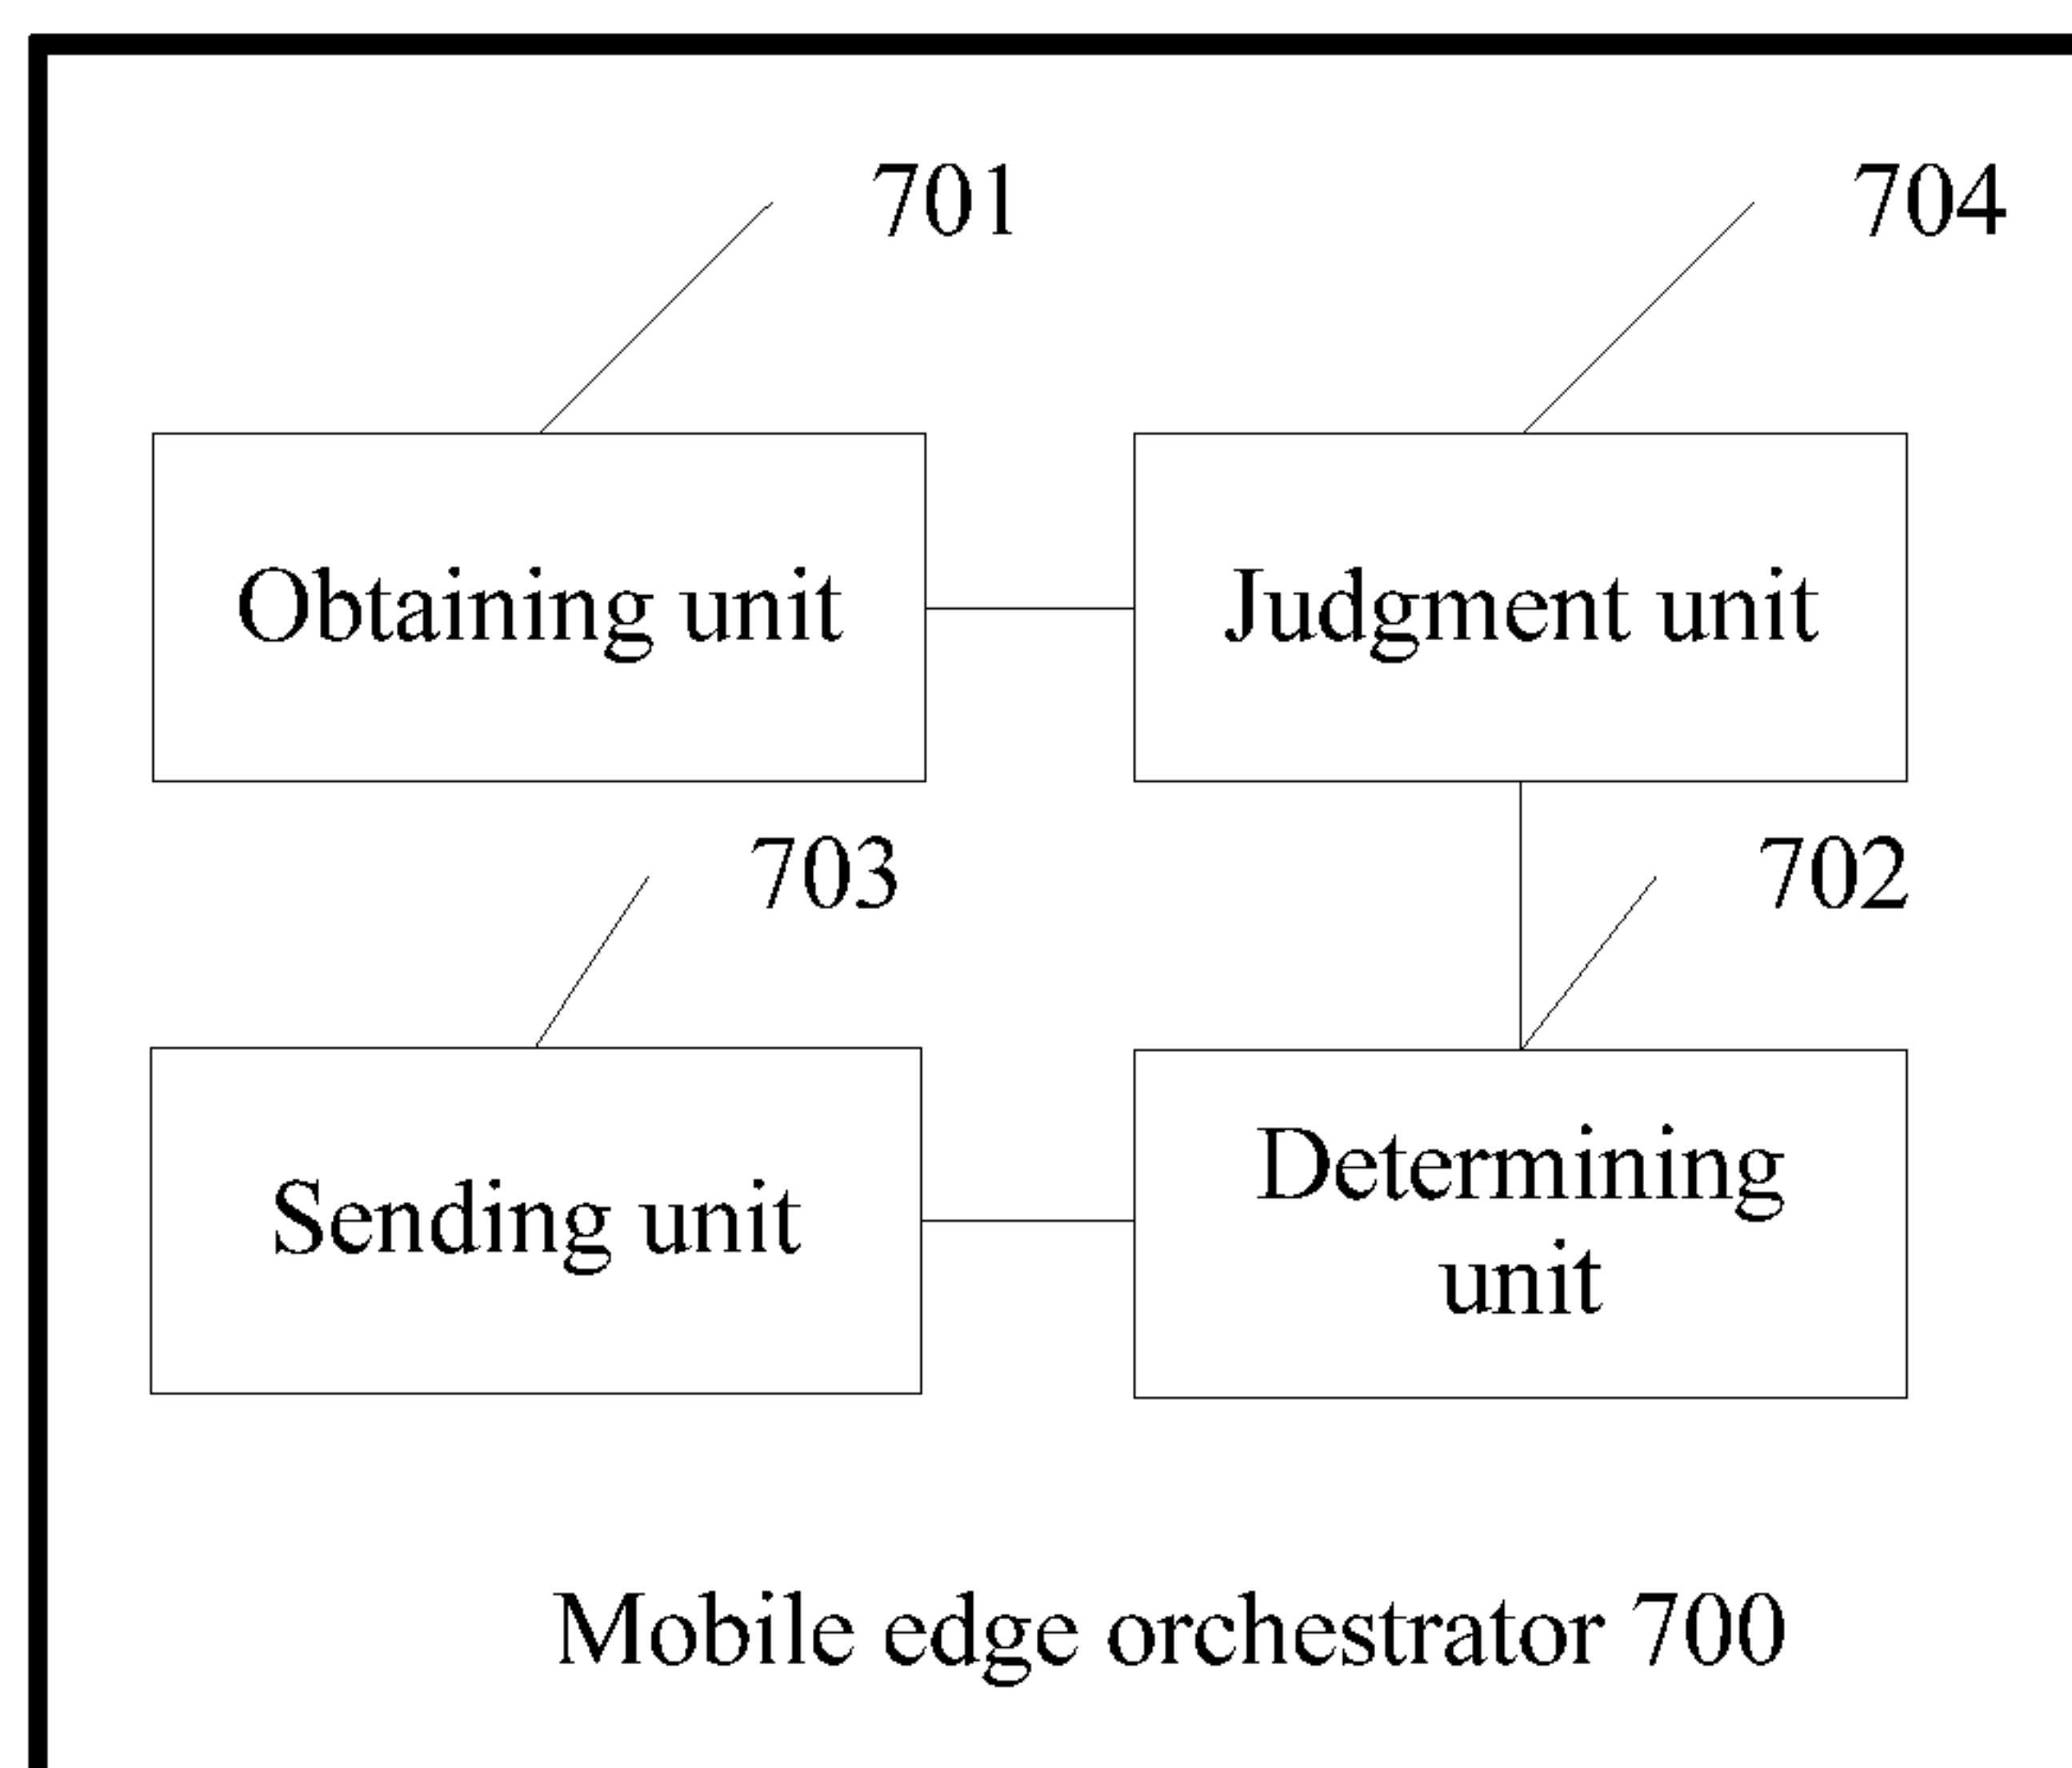 701
704
Obtaining unit
Judgment unit
703
702
Sending unit
Determining
unit
Mobile edge orchestrator 700